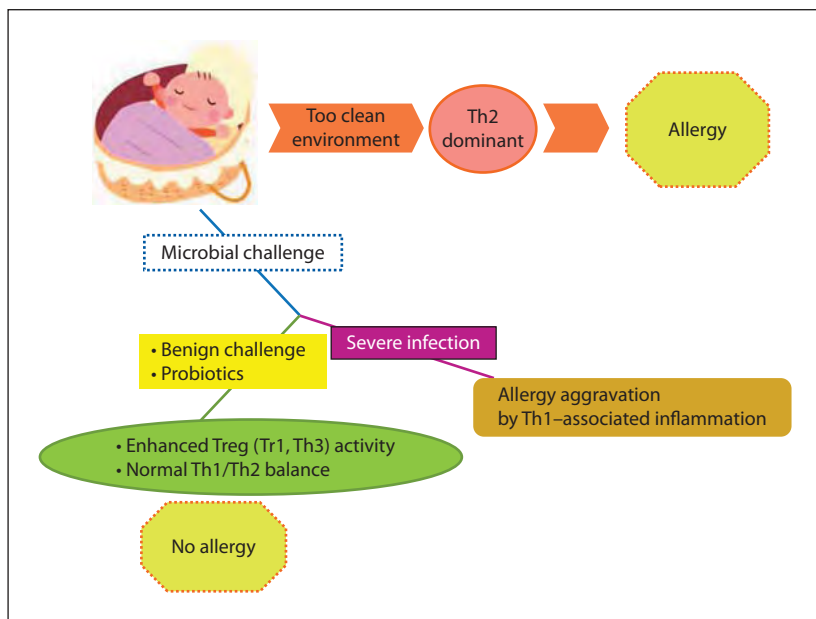 Too clean
environment
Th2
dominant
Allergy
Microbial challenge
• Benign challenge
• Probiotics
Severe infection
Allergy aggravation
by Th1–associated inflammation
• Enhanced Treg (Tr1, Th3) activity
• Normal Th1/Th2 balance
No allergy